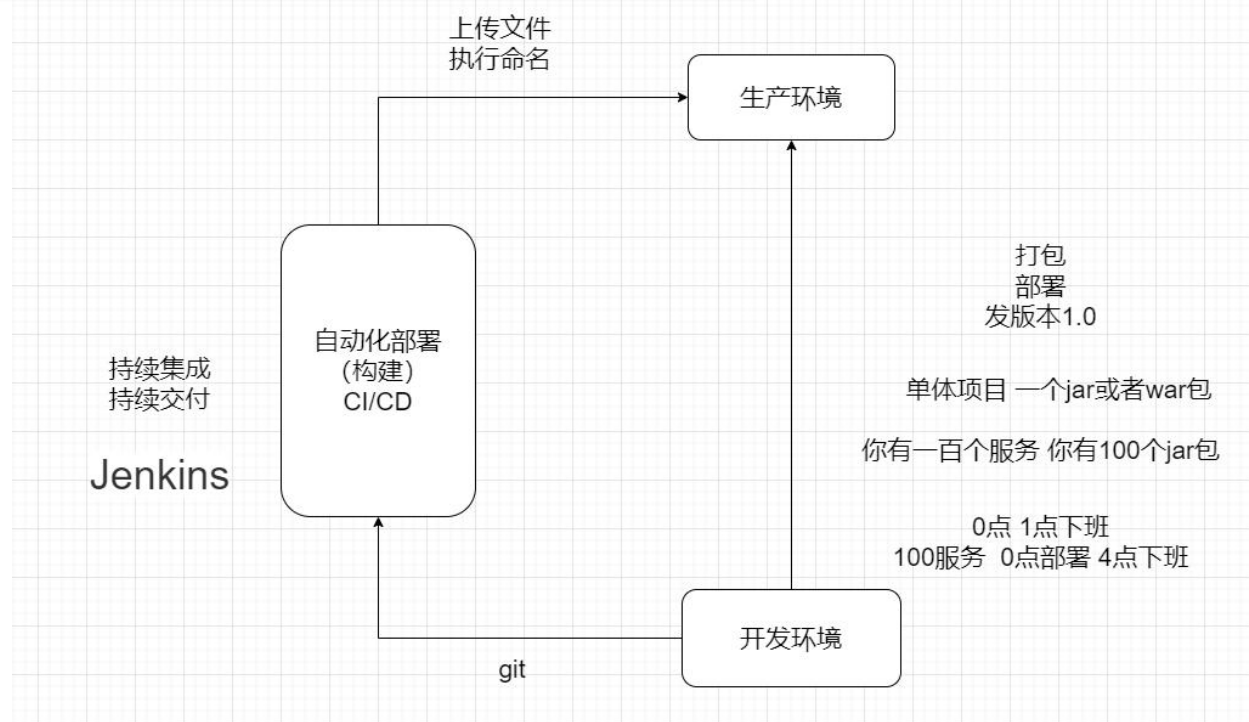 上传文件
执行命名
生产环境
打包
部署
发版本1.0
自动化部署
（构建）
CI/CD
持续集成
持续交付
Jenkins
单体项目 一个jar或者war包
你有一百个服务 你有100个jar包
0点 1点下班
100服务  0点部署 4点下班
开发环境
git